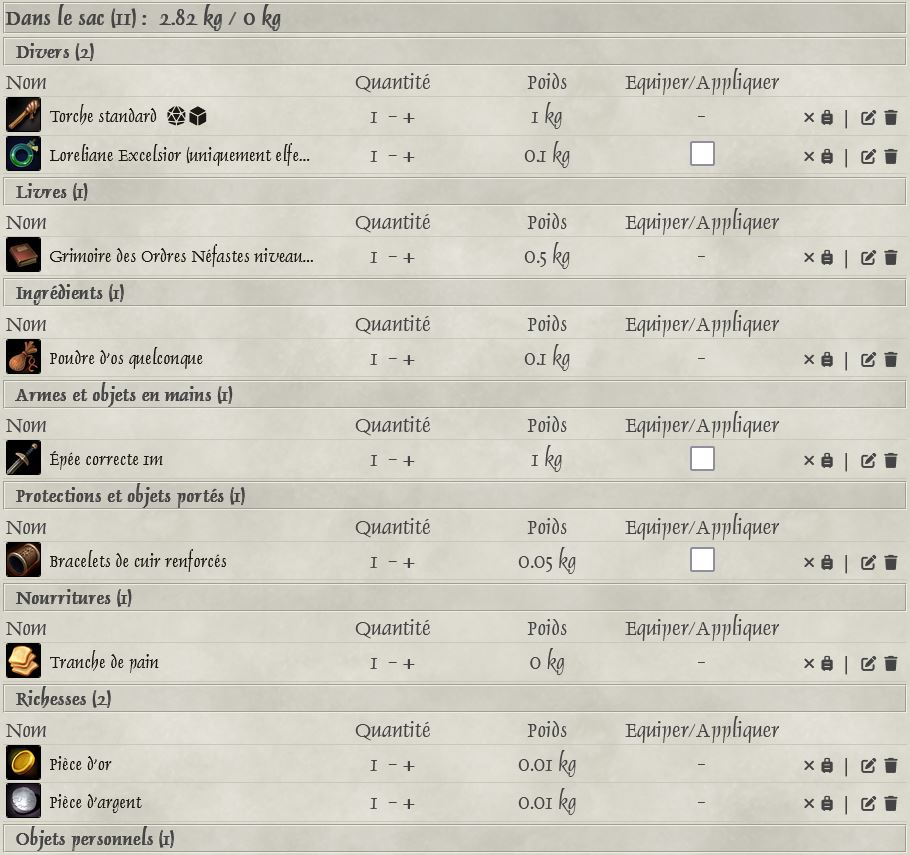 Dans le sac (11) : 2.82 kg / 0 kg
Divers (2)
Nom Quantité Poids Equiper/Appliquer
Torche standard 1 - + 1 kg -
Loreliane Excelsior (uniquement elfe... 1 - + 0.1 kg
Livres (1)
Nom Quantité Poids Equiper/Appliquer
Grimoire des Ordres Néfastes niveau... 1 - + 0.5 kg -
Ingrédients (1)
Nom Quantité Poids Equiper/Appliquer
Poudre d'os quelconque 1 - + 0.1 kg -
Armes et objets en mains (1)
Nom Quantité Poids Equiper/Appliquer
Épée correcte 1M 1 - + 1 kg
Protections et objets portés (1)
Nom Quantité Poids Equiper/Appliquer
Bracelets de cuir renforcés 1 - + 0.05 kg
Nourritures (1)
Nom Quantité Poids Equiper/Appliquer
Tranche de pain 1 - + 0 kg -
Richesses (2)
Nom Quantité Poids Equiper/Appliquer
Pièce d'or 1 - + 0.01 kg -
Pièce d'argent 1 - + 0.01 kg -
Objets personnels (1)